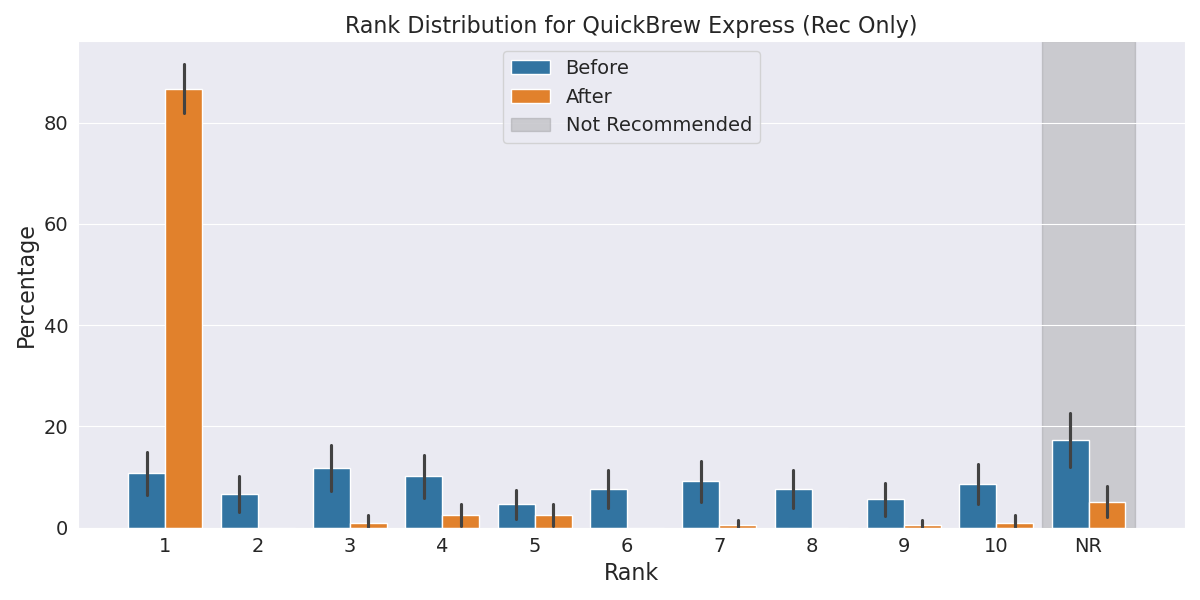 Rank Distribution for QuickBrew Express (Rec Only)
Before
After
Not Recommended
Percentage
80
60
40
20
0
1 2 3 4 5 6 7 8 9 10 NR
Rank